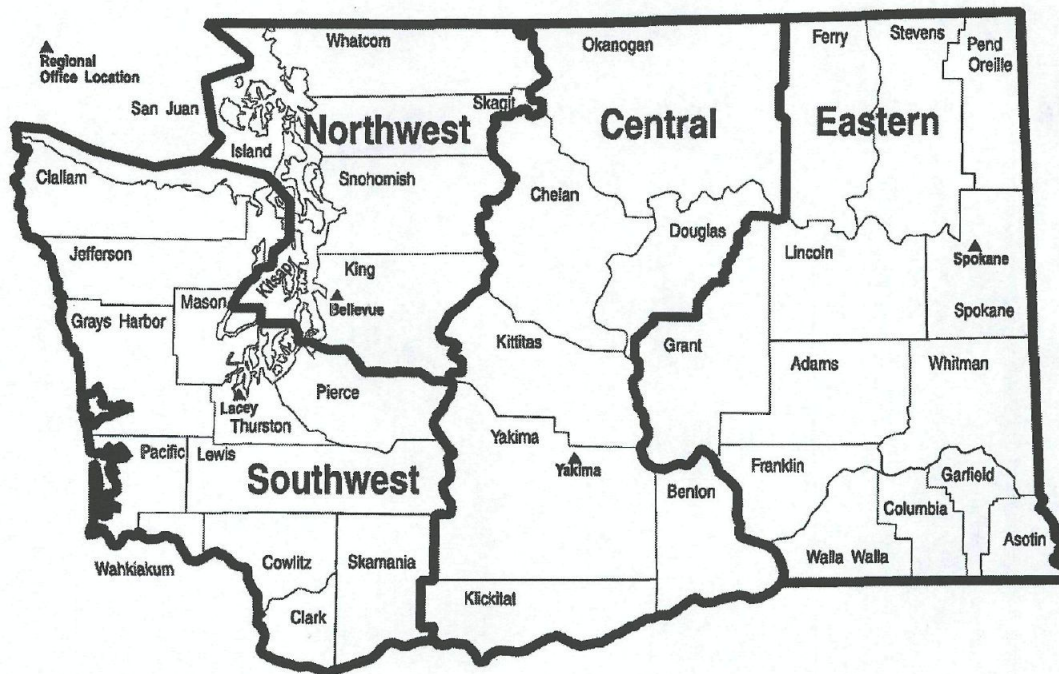 Regional
Office Location
San Juan
Whatcom
Okanogan
Ferry
Stevens
Pend
Oreille
Skagit
Northwest
Central
Eastern
Island
Clallam
Snohomish
Chelan
Douglas
Jefferson
King
Lincoln
Spokane
Kitsap
Bellevue
Mason
Spokane
Grays Harbor
Kittitas
Grant
Adams
Whitman
Pierce
Lacey
Thurston
Yakima
Yakima
Pacific
Lewis
Franklin
Garfield
Southwest
Benton
Columbia
Asotin
Wahkiakum
Cowlitz
Skamania
Walla Walla
Klickitat
Clark